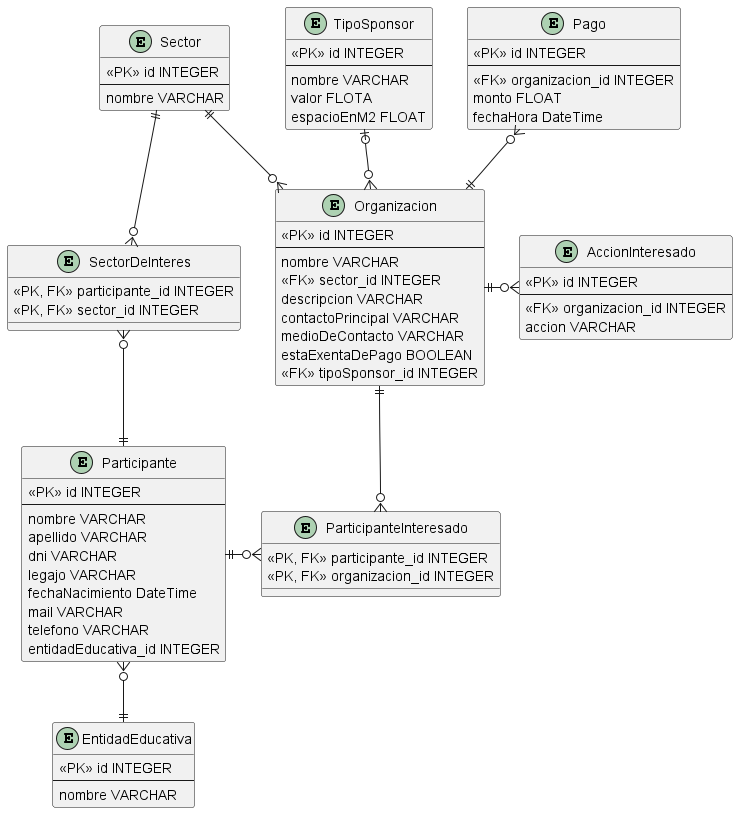 E Sector
«PK» id INTEGER
nombre VARCHAR
E TipoSponsor
«PK» id INTEGER
nombre VARCHAR
valor FLOTA
espacioEnM2 FLOAT
E Pago
«PK» id INTEGER
«FK» organizacion_id INTEGER
monto FLOAT
fechaHora DateTime
E SectorDeInteres
«PK, FK» participante_id INTEGER
«PK, FK» sector_id INTEGER
E Organizacion
«PK» id INTEGER
nombre VARCHAR
«FK» sector_id INTEGER
descripcion VARCHAR
contactoPrincipal VARCHAR
medioDeContacto VARCHAR
estaExentaDePago BOOLEAN
«FK» tipoSponsor_id INTEGER
E AccionInteresado
«PK» id INTEGER
«FK» organizacion_id INTEGER
accion VARCHAR
E Participante
«PK» id INTEGER
nombre VARCHAR
apellido VARCHAR
dni VARCHAR
legajo VARCHAR
fechaNacimiento DateTime
mail VARCHAR
telefono VARCHAR
entidadEducativa_id INTEGER
E ParticipanteInteresado
«PK, FK» participante_id INTEGER
«PK, FK» organizacion_id INTEGER
E EntidadEducativa
«PK» id INTEGER
nombre VARCHAR